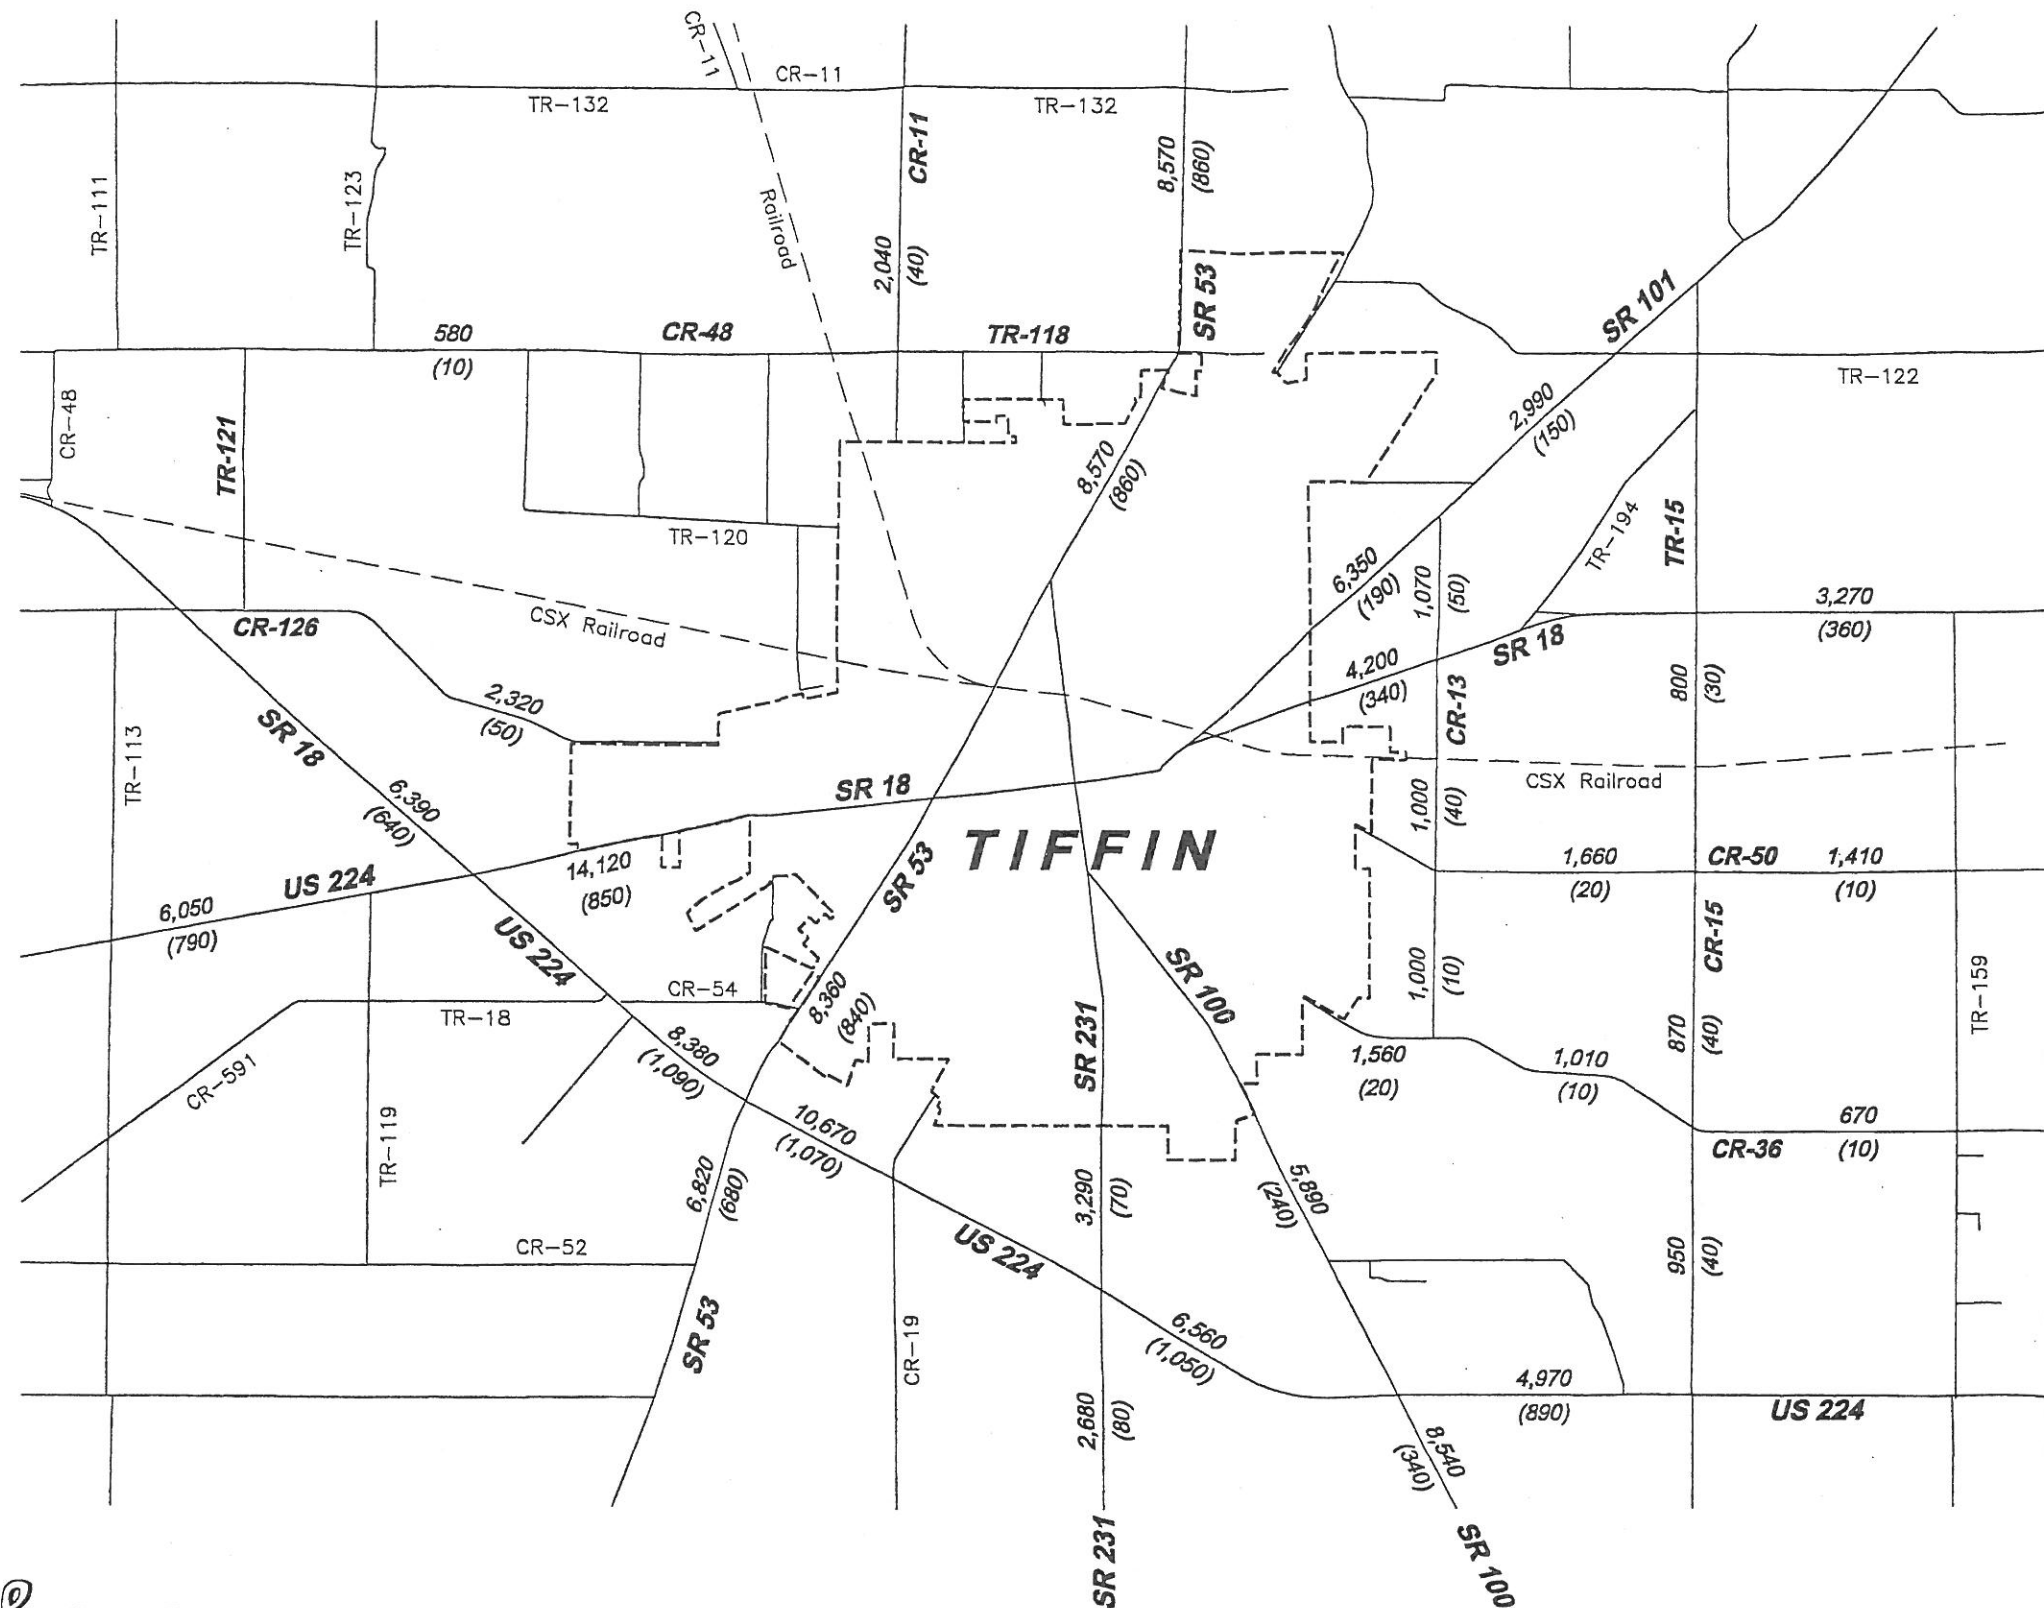 CR-11
CR-11
TR-132
TR-132
CR-11
8,570
(860)
TR-111
TR-123
Railroad
2,040
(40)
SR 53
SR 101
580
(10)
CR-48
TR-118
TR-122
CR-48
TR-121
2,990
(150)
8,570
(860)
TR-120
TR-194
TR-15
6,350
(190)
1,070
(50)
3,270
(360)
CSX Railroad
CR-126
SR 18
4,200
(340)
800
(30)
2,320
(50)
CR-13
SR 18
TR-113
CSX Railroad
SR 18
6,390
(640)
1,000
(40)
TIFFIN
14,120
(850)
1,660
(20)
CR-50
1,410
(10)
US 224
SR 53
6,050
(790)
CR-15
US 224
SR 100
1,000
(10)
CR-54
8,360
(840)
TR-159
TR-18
SR 231
870
(40)
8,380
(1,090)
1,560
(20)
1,010
(10)
CR-591
10,670
(1,070)
670
(10)
CR-36
TR-119
6,820
(680)
3,290
(70)
5,890
(240)
CR-52
US 224
950
(40)
SR 53
CR-19
6,560
(1,050)
4,970
(890)
US 224
2,680
(80)
8,540
(340)
SR 231
SR 100